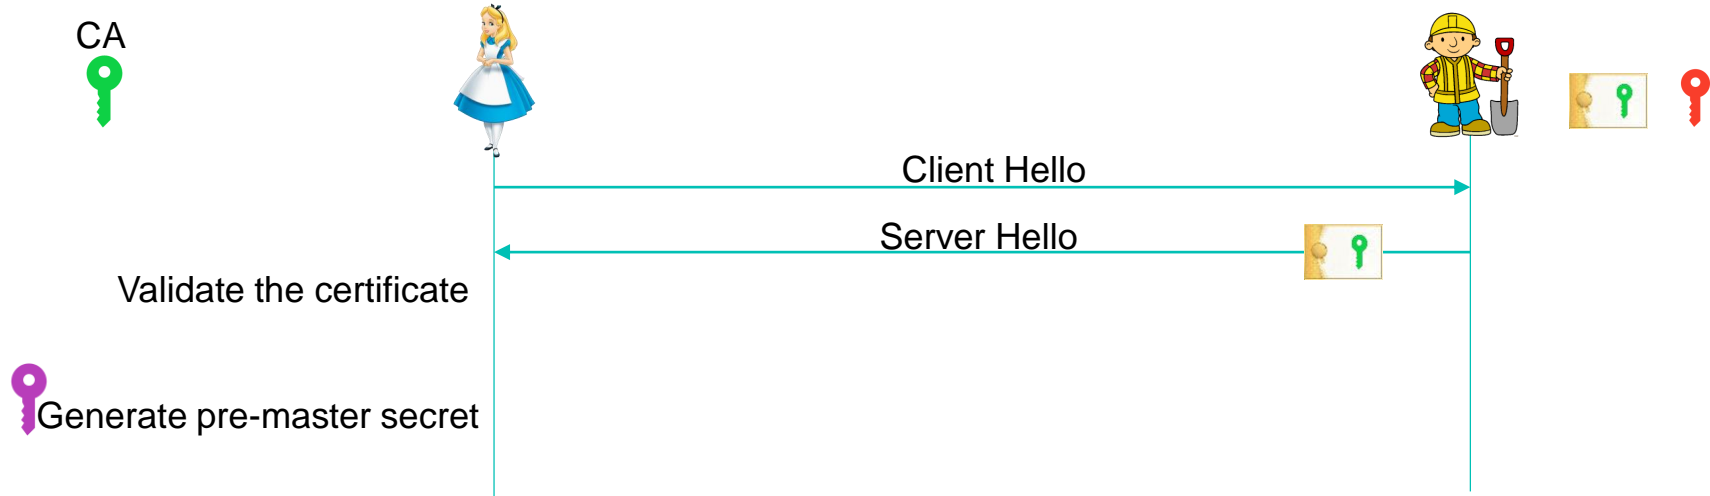 CA
Client Hello
Server Hello
Validate the certificate
Generate pre-master secret